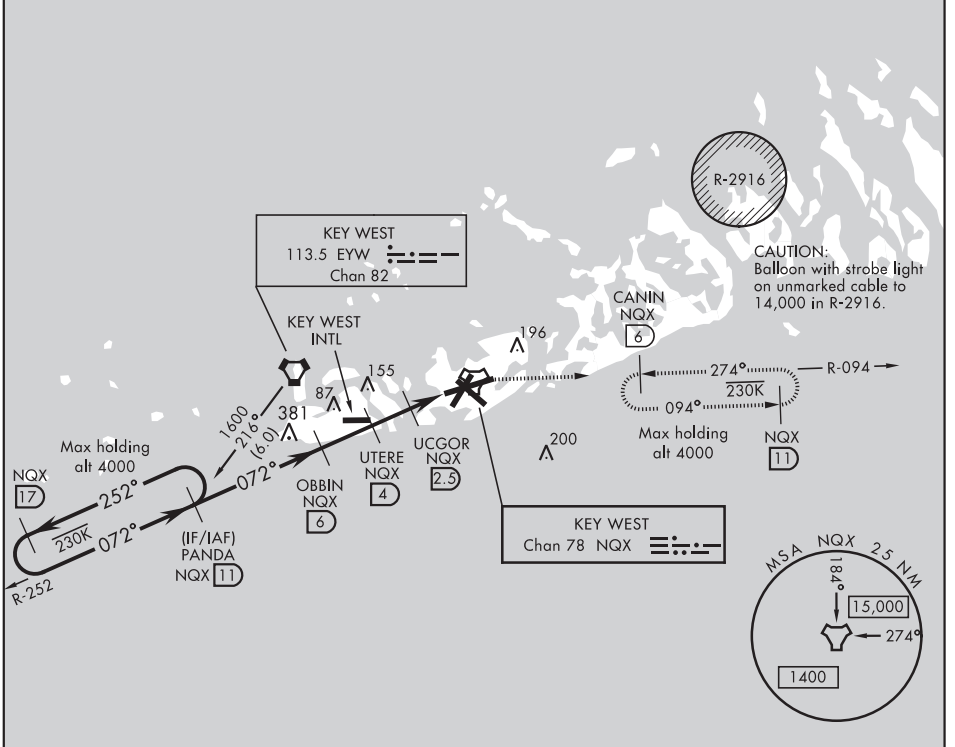 R-2916
CAUTION:
Balloon with strobe light
on unmarked cable to
14,000 in R-2916.
KEY WEST
113.5 EYW
Chan 82
KEY WEST
INTL
CANIN
NQX
6
196
155
87
381
200
1600
216°
(6.0)
274°
230K
094°
R-094
Max holding
alt 4000
NQX
11
Max holding
alt 4000
NQX
17
252°
230K
072°
072°
R-252
(IF/IAF)
PANDA
NQX 11
OBBIN
NQX
6
UTERE
NQX
4
UCGOR
NQX
2.5
KEY WEST
Chan 78 NQX
MSA NQX 25 NM
184°
15,000
274°
1400